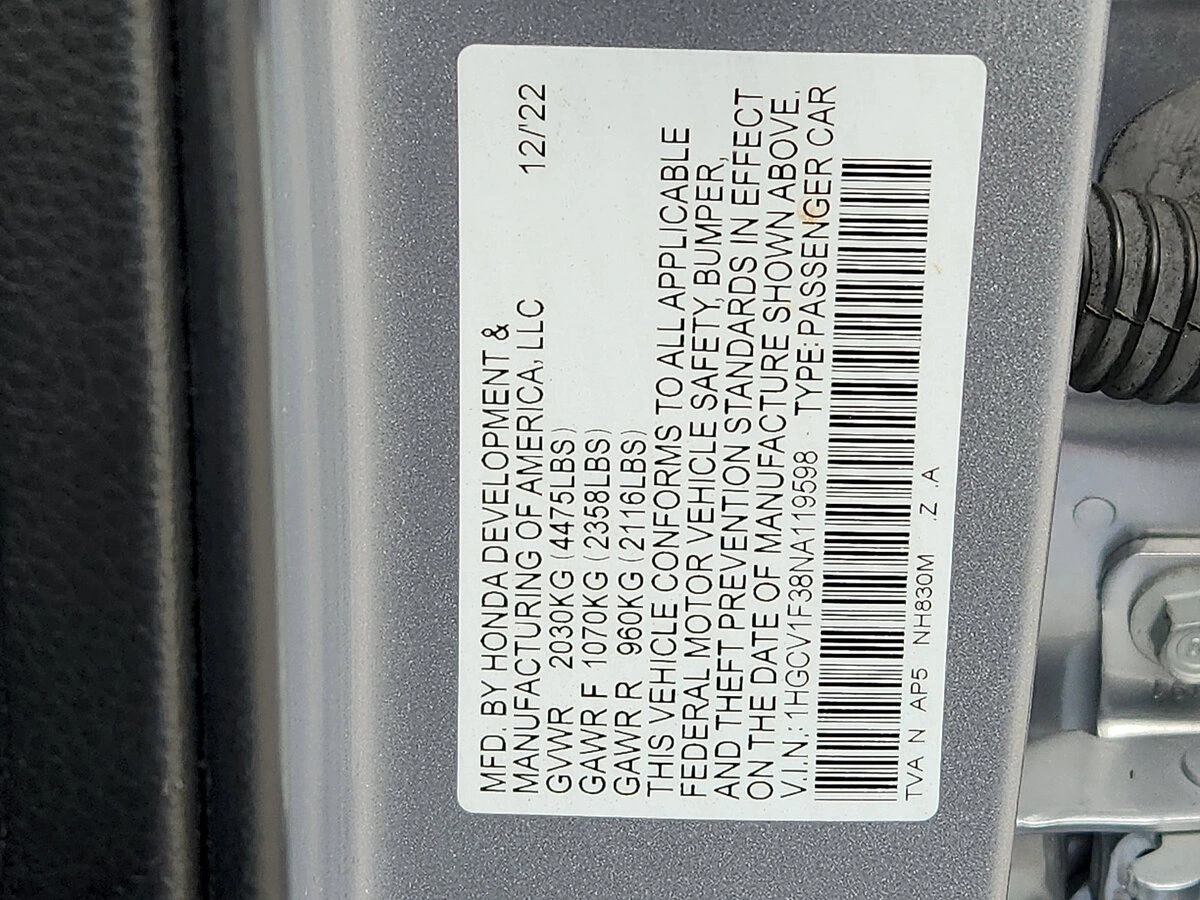 MFD. BY HONDA DEVELOPMENT &
MANUFACTURING OF AMERICA, LLC 12/'22
GVWR 2030KG (4475LBS)
GAWR F 1070KG (2358LBS)
GAWR R 960KG (2116LBS)
THIS VEHICLE CONFORMS TO ALL APPLICABLE
FEDERAL MOTOR VEHICLE SAFETY, BUMPER,
AND THEFT PREVENTION STANDARDS IN EFFECT
ON THE DATE OF MANUFACTURE SHOWN ABOVE.
V.I.N.: 1HGCV1F38NA119598 TYPE: PASSENGER CAR
TVA N AP5 NH830M .Z .A